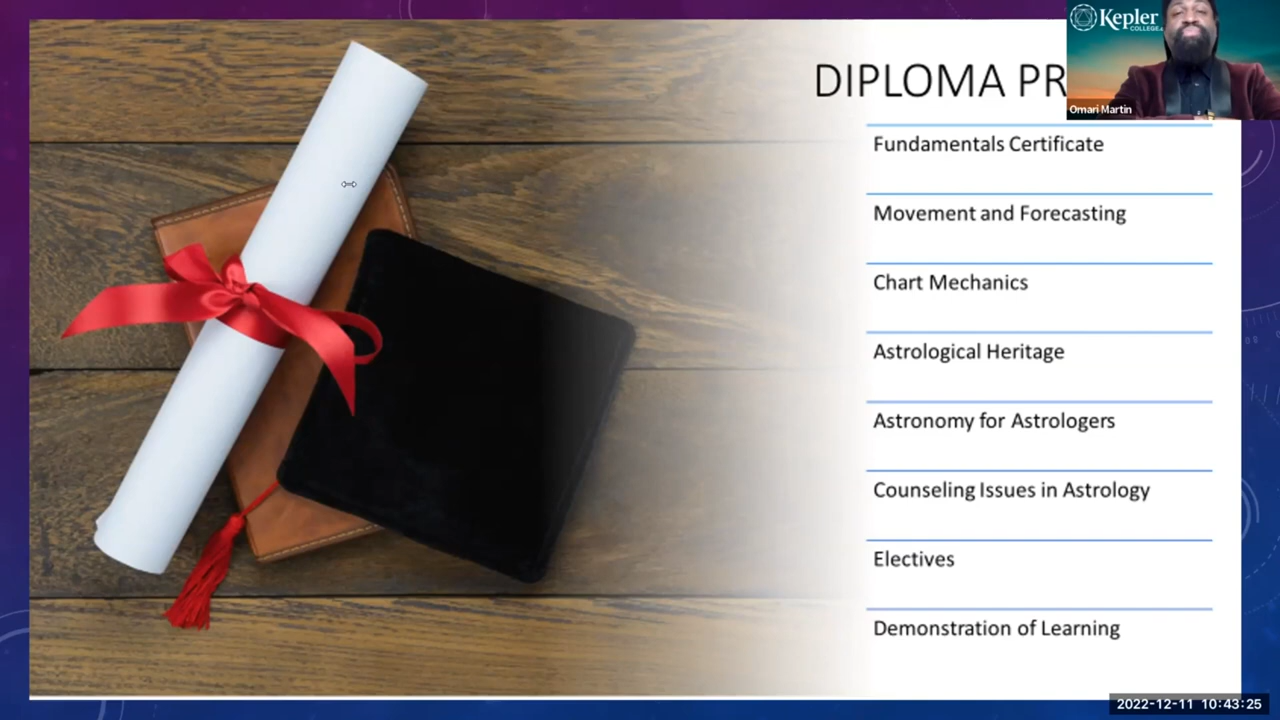 Kepler
COLLEGE
Omari Martin
DIPLOMA PR
Fundamentals Certificate
Movement and Forecasting
Chart Mechanics
Astrological Heritage
Astronomy for Astrologers
Counseling Issues in Astrology
Electives
Demonstration of Learning
2022-12-11 10:43:25